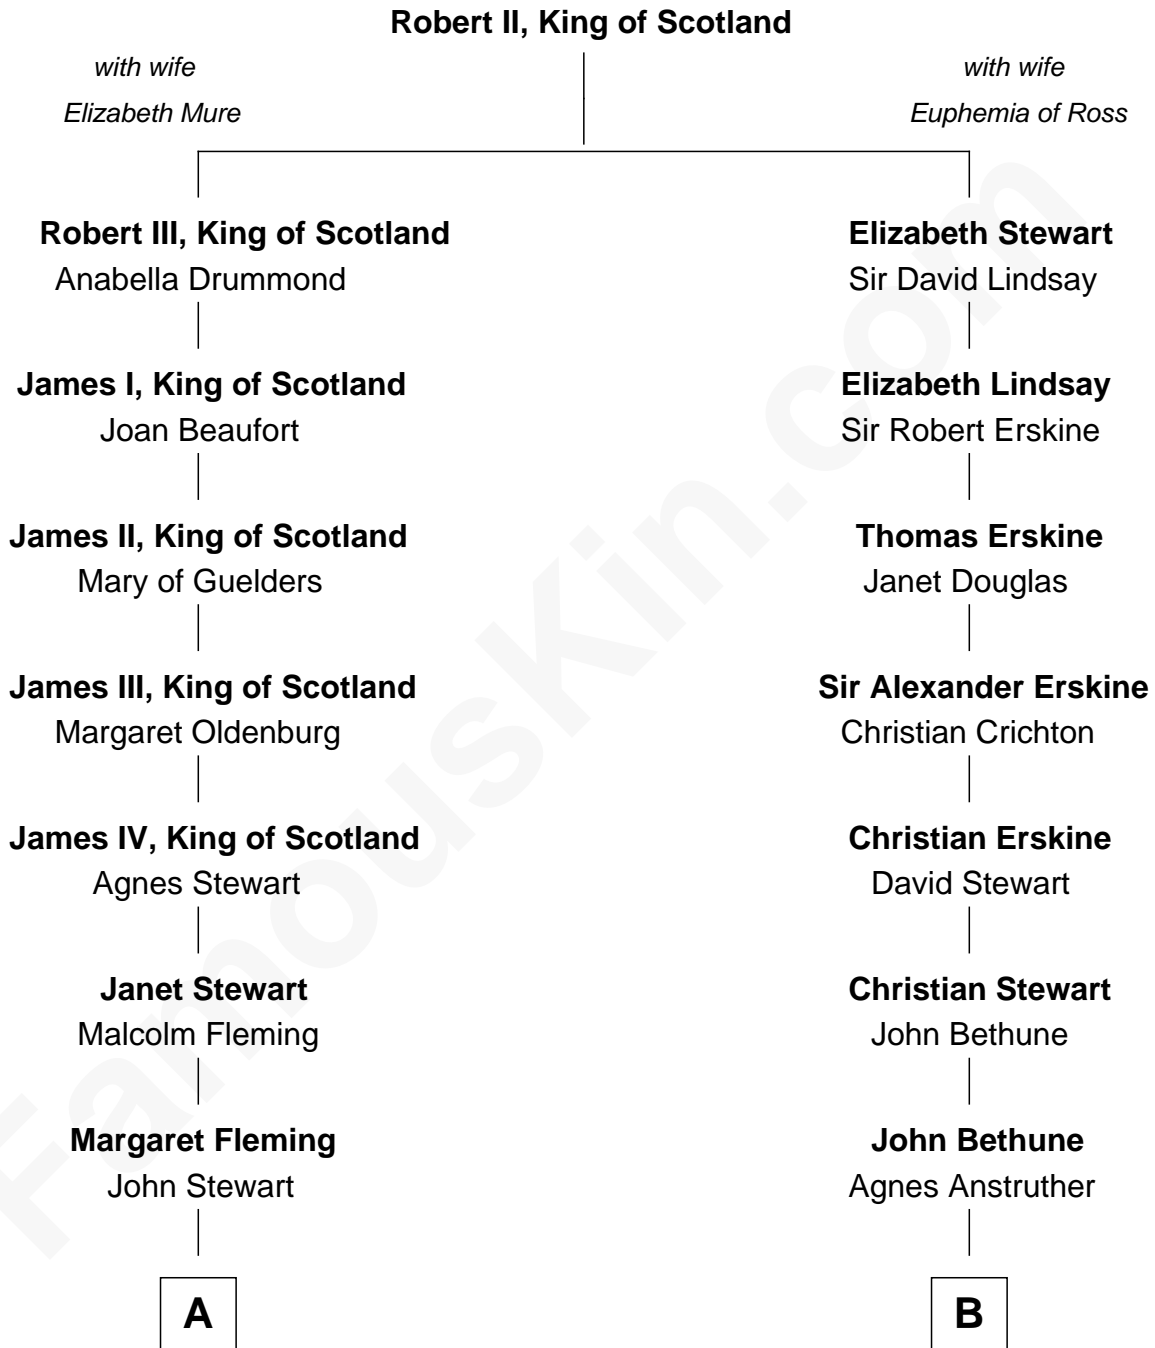 Robert II, King of Scotland
with wife
Elizabeth Mure
with wife
Euphemia of Ross
Robert III, King of Scotland
Anabella Drummond
Elizabeth Stewart
Sir David Lindsay
James I, King of Scotland
Joan Beaufort
Elizabeth Lindsay
Sir Robert Erskine
James II, King of Scotland
Mary of Guelders
Thomas Erskine
Janet Douglas
James III, King of Scotland
Margaret Oldenburg
Sir Alexander Erskine
Christian Crichton
James IV, King of Scotland
Agnes Stewart
Christian Erskine
David Stewart
Janet Stewart
Malcolm Fleming
Christian Stewart
John Bethune
Margaret Fleming
John Stewart
John Bethune
Agnes Anstruther
A
B
FamousKin.com